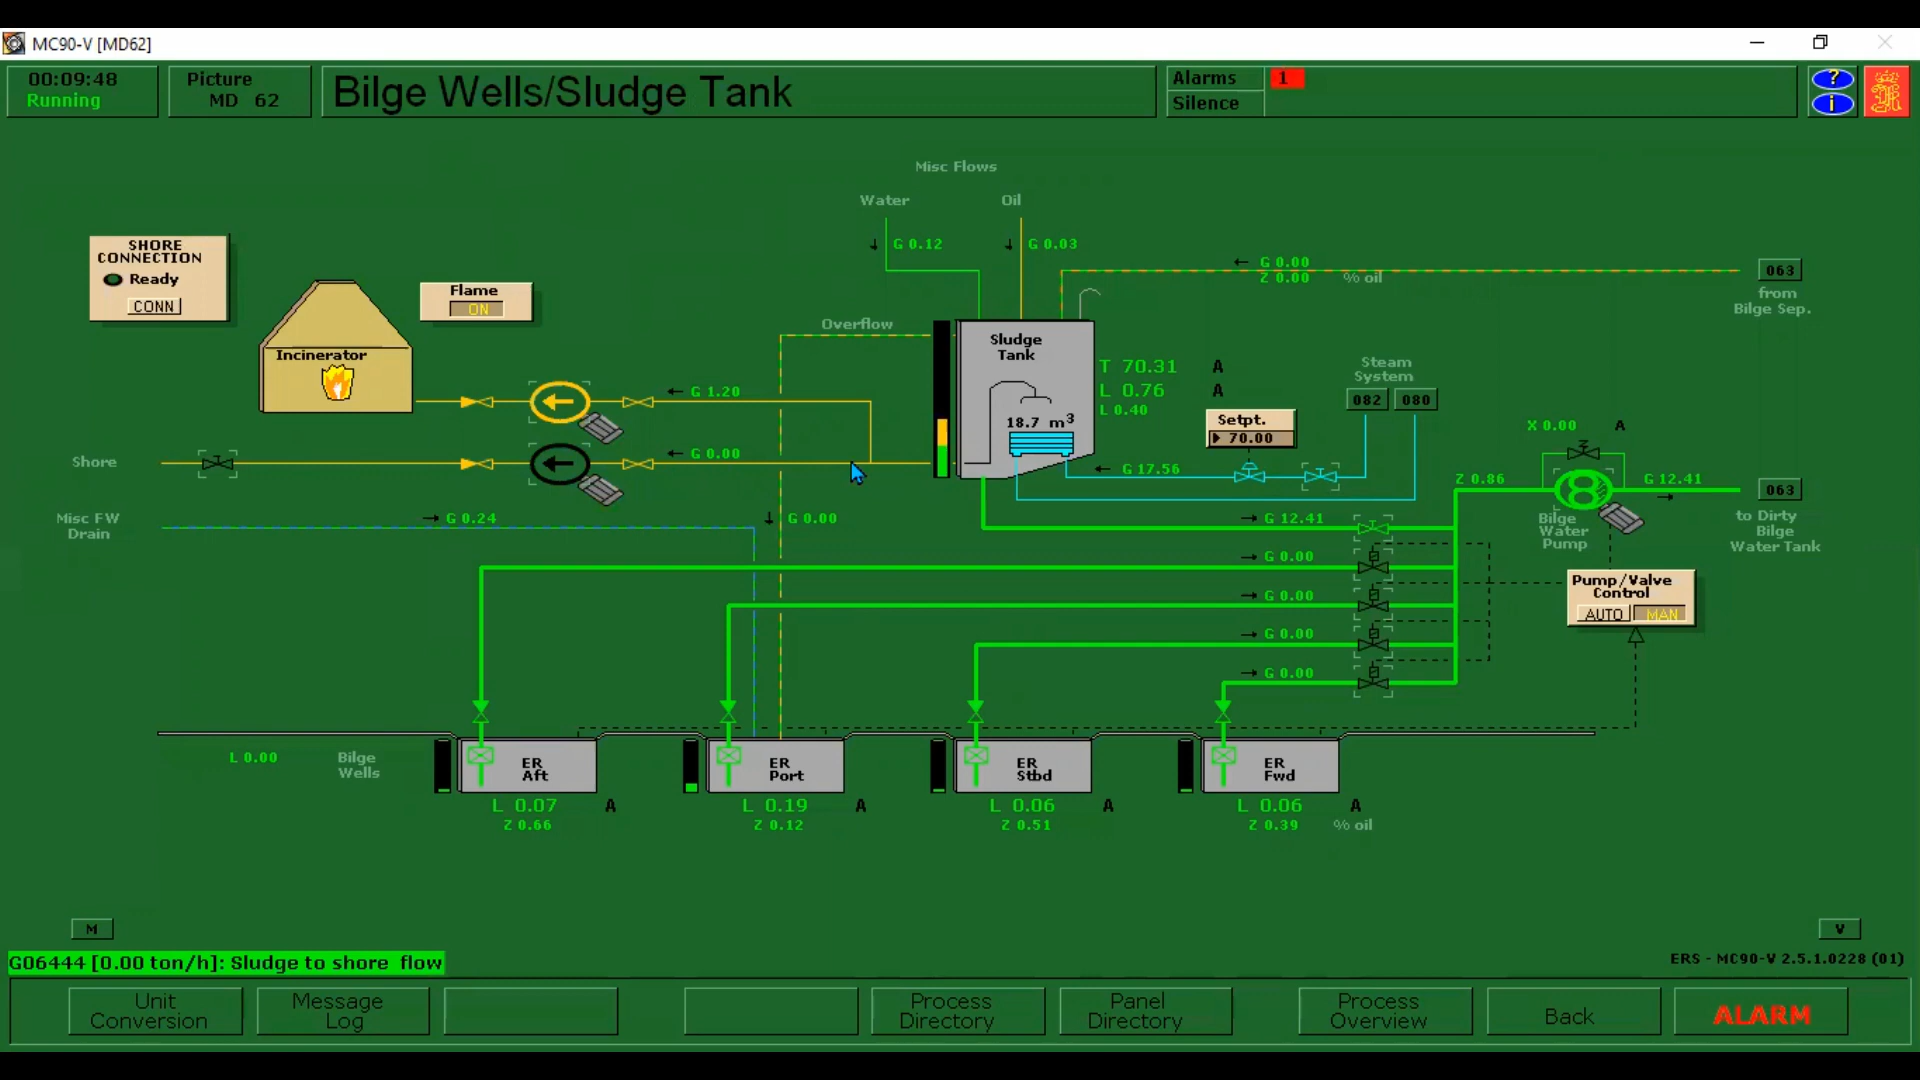 MC90-V [MD62]
00:09:48
Running
Picture
MD 62
Bilge Wells/Sludge Tank
Alarms
1
Silence
?
i
Misc Flows
Water
Oil
G 0.12
G 0.03
G 0.00
Z 0.00
% oil
063
from
Bilge Sep.
SHORE
CONNECTION
Ready
CONN
Flame
ON
Incinerator
Overflow
Sludge
Tank
18.7 m3
T 70.31 A
L 0.76 A
L 0.40
Setpt.
70.00
Steam
System
082 080
G 1.20
G 0.00
G 17.56
Shore
X 0.00 A
Z 0.86
G 12.41
063
to Dirty
Bilge
Water Tank
Bilge
Water
Pump
Misc FW
Drain
G 0.24
G 0.00
G 12.41
G 0.00
G 0.00
G 0.00
G 0.00
Pump/Valve
Control
AUTO MAN
L 0.00
Bilge
Wells
ER
Aft
L 0.07 A
Z 0.66
ER
Port
L 0.19 A
Z 0.12
ER
Stbd
L 0.06 A
Z 0.51
ER
Fwd
L 0.06 A
Z 0.39 % oil
M
V
G06444 [0.00 ton/h]: Sludge to shore flow
ERS - MC90-V 2.5.1.0228 (01)
Unit
Conversion
Message
Log
Process
Directory
Panel
Directory
Process
Overview
Back
ALARM